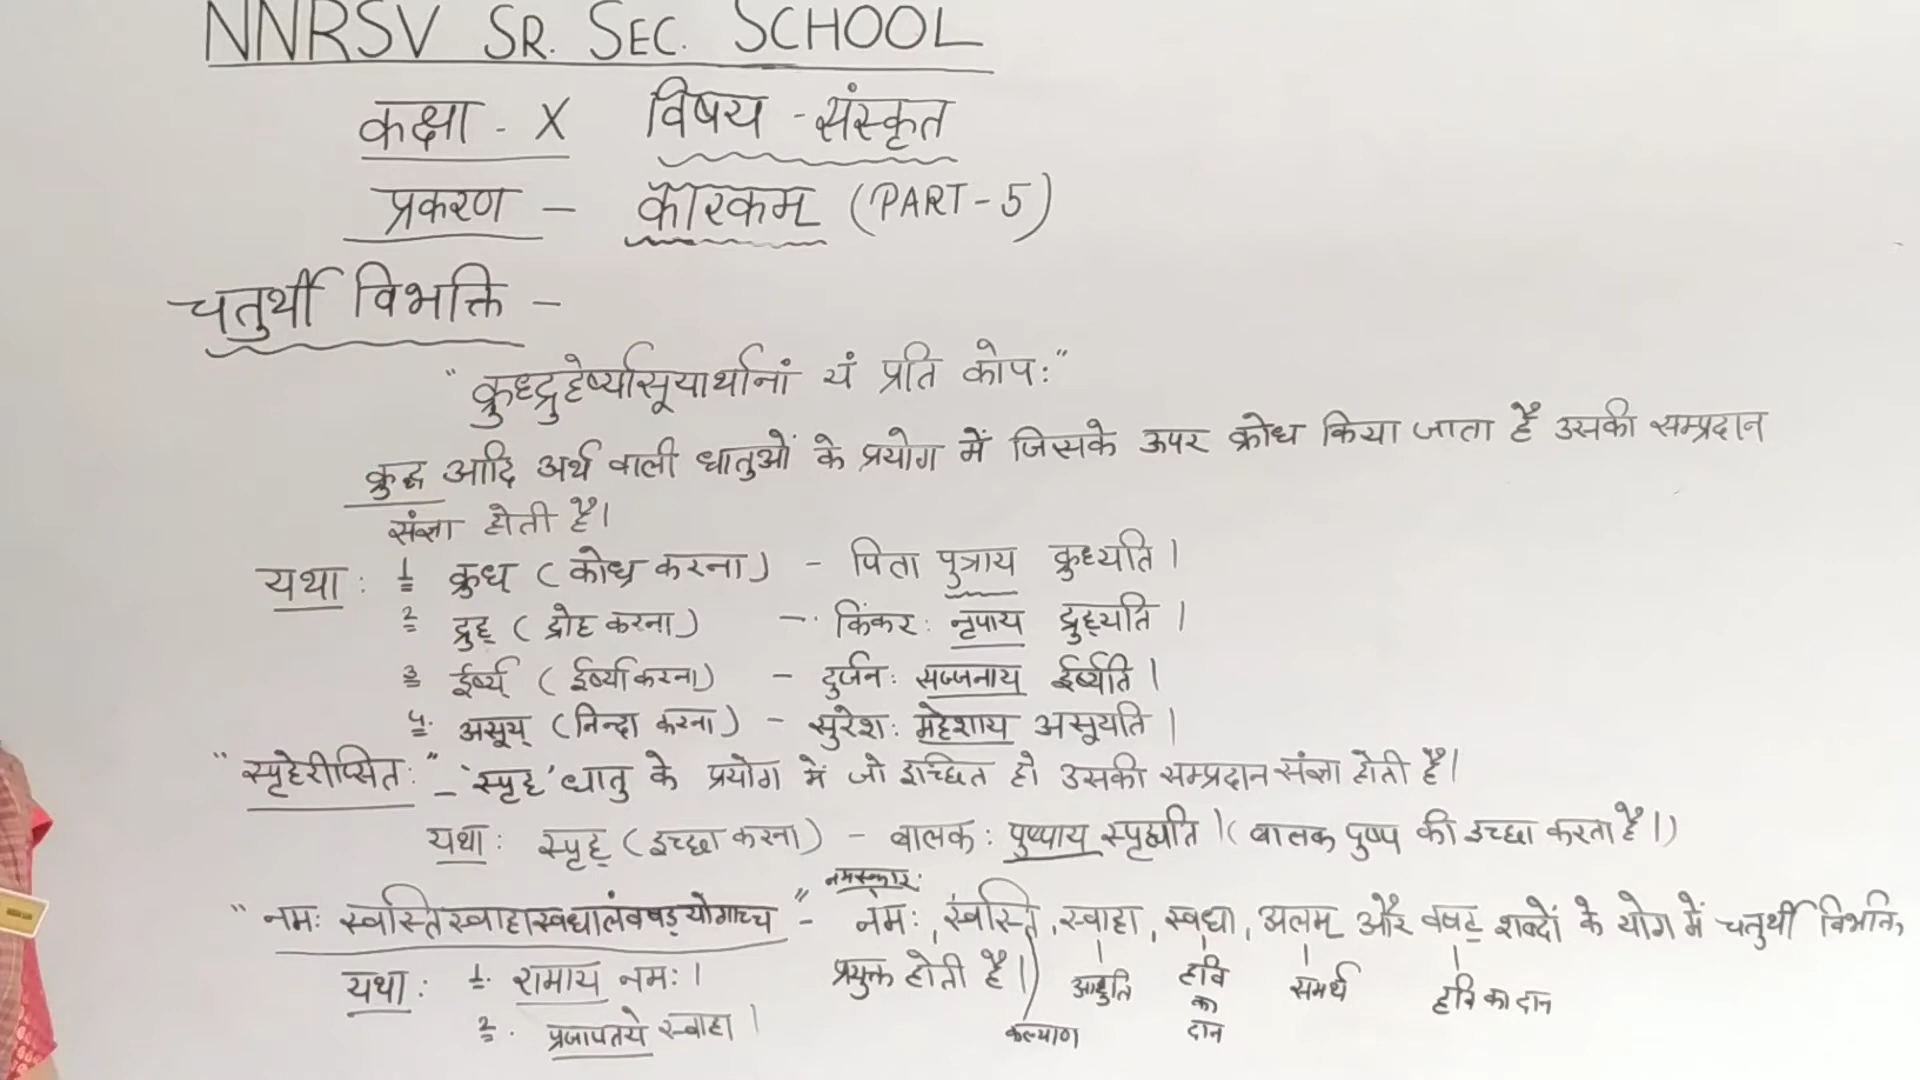 NNRSV SR. SEC. SCHOOL
कक्षा - X विषय - संस्कृत
प्रकरण - कारकम् (PART-5)
चतुर्थी विभक्ति -
"क्रुधद्रुहेर्ष्यासूयार्थानां यं प्रति कोपः"
क्रुद्ध आदि अर्थ वाली धातुओं के प्रयोग में जिसके ऊपर क्रोध किया जाता है उसकी सम्प्रदान
संज्ञा होती है।
यथा: 1 क्रुध् (क्रोध करना) - पिता पुत्राय क्रुध्यति।
2 द्रुह् (द्रोह करना) - किंकरः नृपाय द्रुह्यति।
3 ईर्ष्य् (ईर्ष्या करना) - दुर्जनः सज्जनाय ईर्ष्यति।
4. असूय् (निन्दा करना) - सुरेशः महेशाय असूयति।
"स्पृहेरीप्सितः" - 'स्पृह' धातु के प्रयोग में जो इच्छित हो उसकी सम्प्रदान संज्ञा होती है।
यथा: स्पृह् (इच्छा करना) - बालकः पुष्पाय स्पृह्यति। (बालक पुष्प की इच्छा करता है।)
नमस्कारः
"नमः स्वस्तिस्वाहास्वधालंवषड्योगाच्च" - नमः, स्वस्ति, स्वाहा, स्वधा, अलम् और वषट् शब्दों के योग में चतुर्थी विभक्ति
यथा: 1. रामाय नमः। प्रयुक्त होती है। आहुति हवि का दान समर्थ हवि का दान
2. प्रजापतये स्वाहा। कल्याण